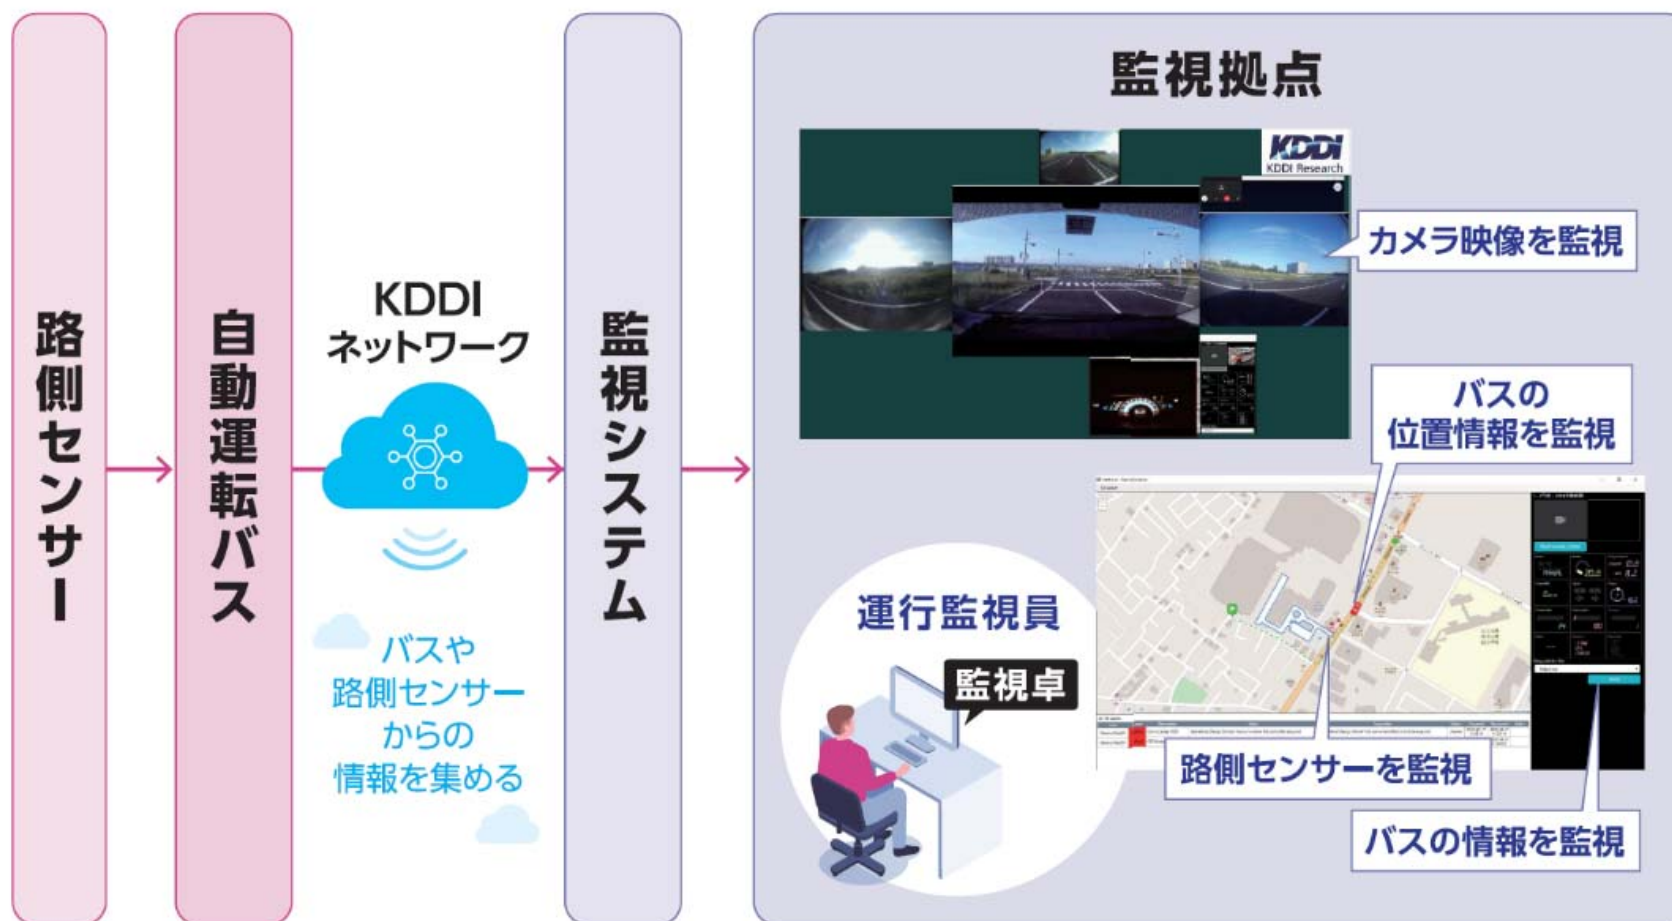 路側センサー
自動運転バス
KDDI
ネットワーク
バスや
路側センサー
からの
情報を集める
監視システム
監視拠点
KDDI
KDDI Research
カメラ映像を監視
バスの
位置情報を監視
運行監視員
監視卓
路側センサーを監視
バスの情報を監視